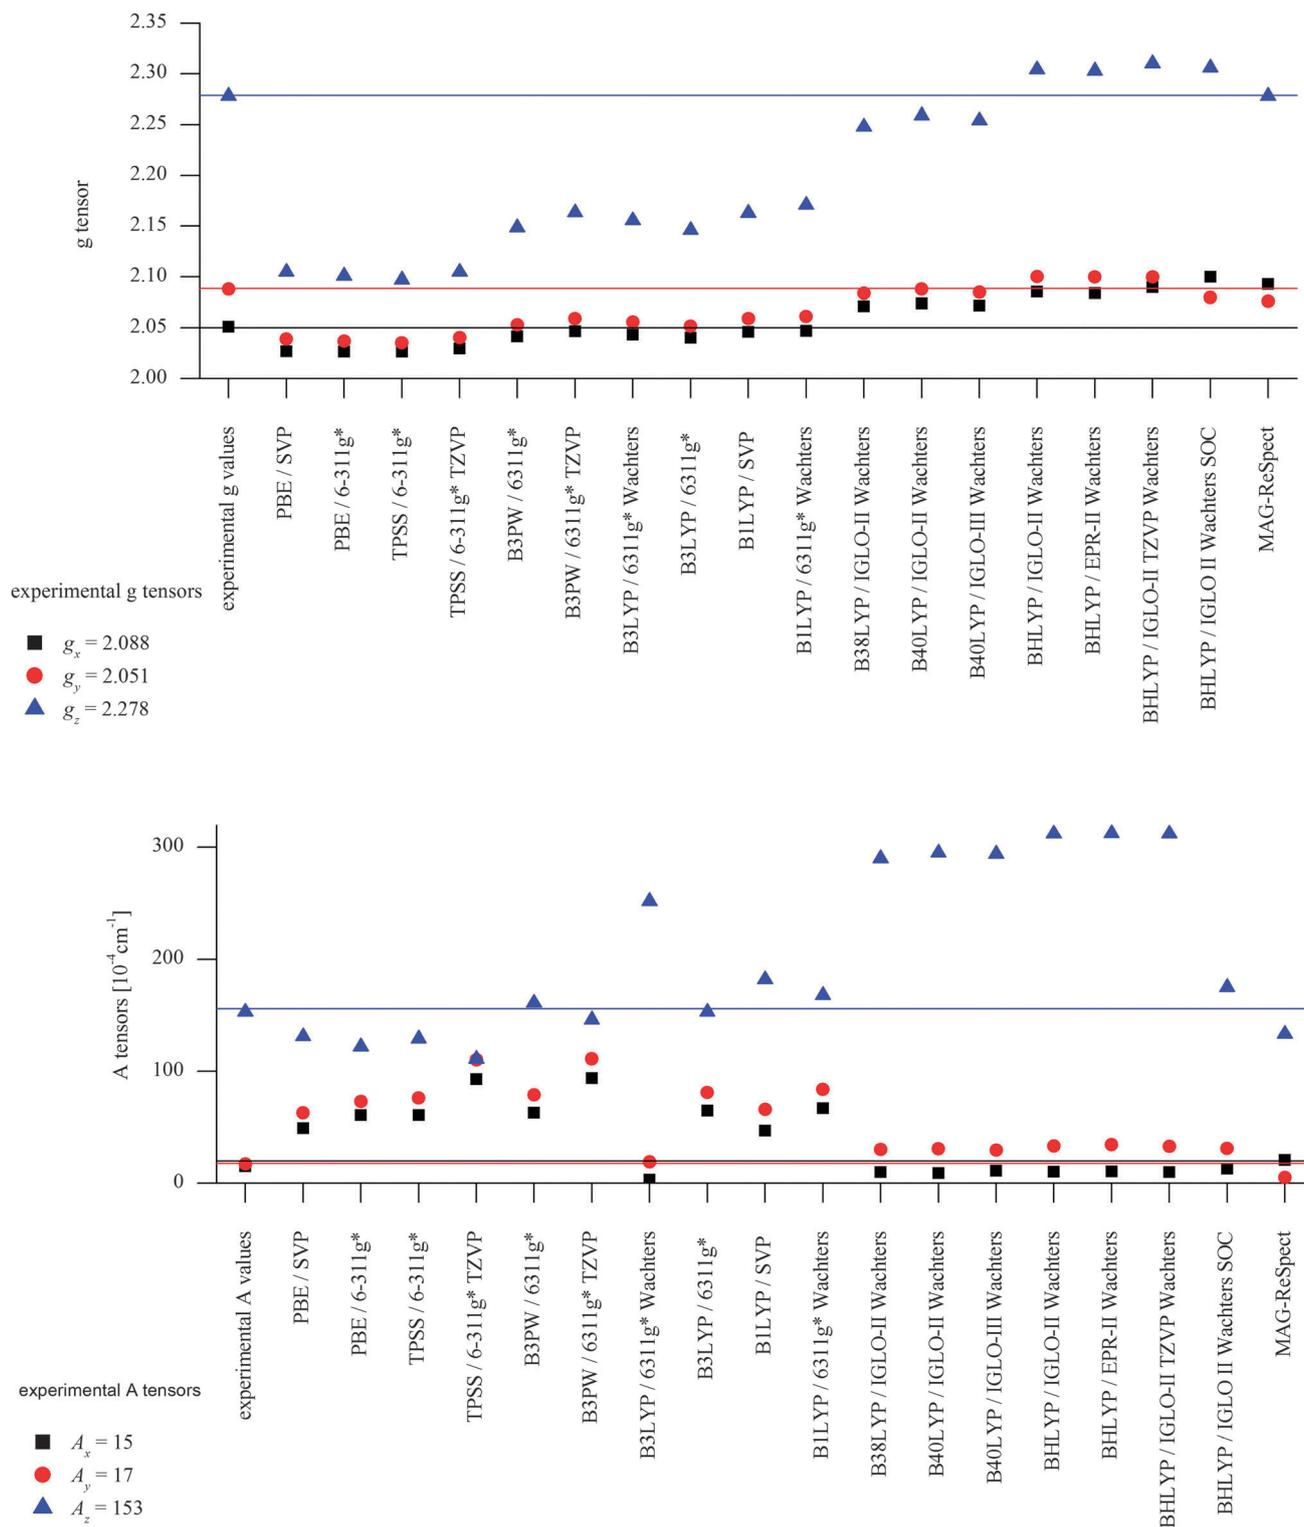 2.35
2.30
2.25
2.20
2.15
2.10
2.05
2.00
g tensor
experimental g values
PBE / SVP
PBE / 6-311g*
TPSS / 6-311g*
TPSS / 6-311g* TZVP
B3PW / 6311g*
B3PW / 6311g* TZVP
B3LYP / 6311g* Wachters
B3LYP / 6311g*
B1LYP / SVP
B1LYP / 6311g* Wachters
B38LYP / IGLO-II Wachters
B40LYP / IGLO-II Wachters
B40LYP / IGLO-III Wachters
BHLYP / IGLO-II Wachters
BHLYP / EPR-II Wachters
BHLYP / IGLO-II TZVP Wachters
BHLYP / IGLO II Wachters SOC
MAG-ReSpect
experimental g tensors
gx = 2.088
gy = 2.051
gz = 2.278
300
200
100
0
A tensors [10-4cm-1]
experimental A values
PBE / SVP
PBE / 6-311g*
TPSS / 6-311g*
TPSS / 6-311g* TZVP
B3PW / 6311g*
B3PW / 6311g* TZVP
B3LYP / 6311g* Wachters
B3LYP / 6311g*
B1LYP / SVP
B1LYP / 6311g* Wachters
B38LYP / IGLO-II Wachters
B40LYP / IGLO-II Wachters
B40LYP / IGLO-III Wachters
BHLYP / IGLO-II Wachters
BHLYP / EPR-II Wachters
BHLYP / IGLO-II TZVP Wachters
BHLYP / IGLO II Wachters SOC
MAG-ReSpect
experimental A tensors
Ax = 15
Ay = 17
Az = 153